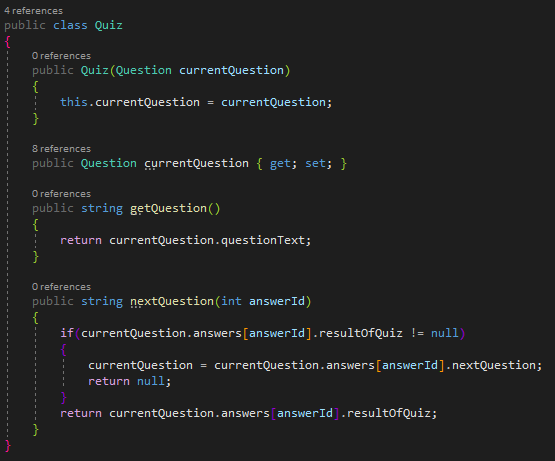 4 references
public class Quiz
{
0 references
public Quiz(Question currentQuestion)
{
this.currentQuestion = currentQuestion;
}
8 references
public Question currentQuestion { get; set; }
0 references
public string getQuestion()
{
return currentQuestion.questionText;
}
0 references
public string nextQuestion(int answerId)
{
if(currentQuestion.answers[answerId].resultOfQuiz != null)
{
currentQuestion = currentQuestion.answers[answerId].nextQuestion;
return null;
}
return currentQuestion.answers[answerId].resultOfQuiz;
}
}